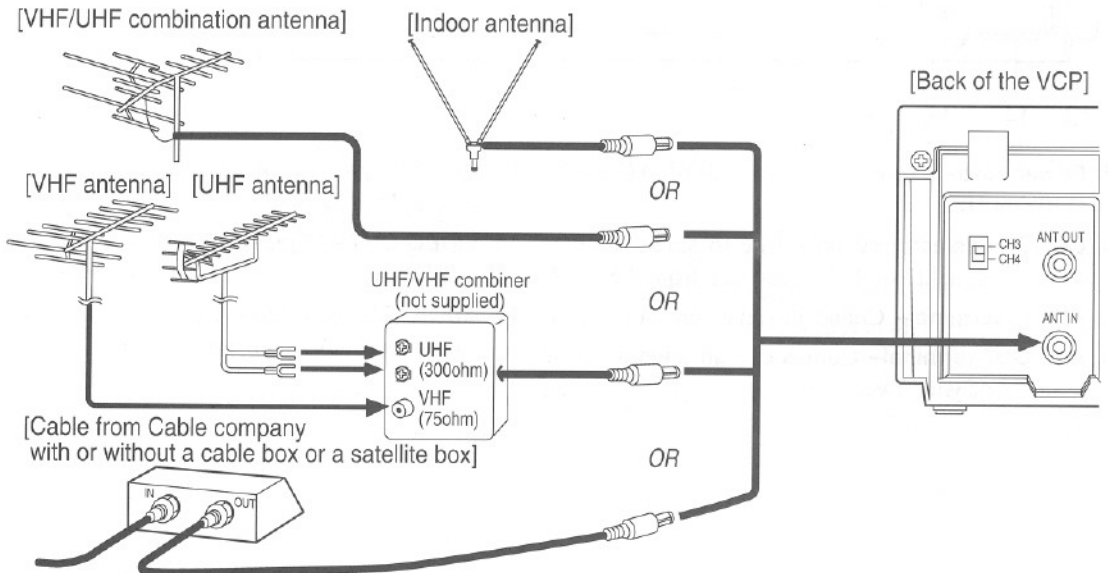 [VHF/UHF combination antenna]
[Indoor antenna]
[Back of the VCP]
OR
[VHF antenna]
[UHF antenna]
CH3
CH4
ANT OUT
UHF/VHF combiner
(not supplied)
OR
ANT IN
UHF
(300ohm)
VHF
(75ohm)
[Cable from Cable company
with or without a cable box or a satellite box]
OR
IN
OUT